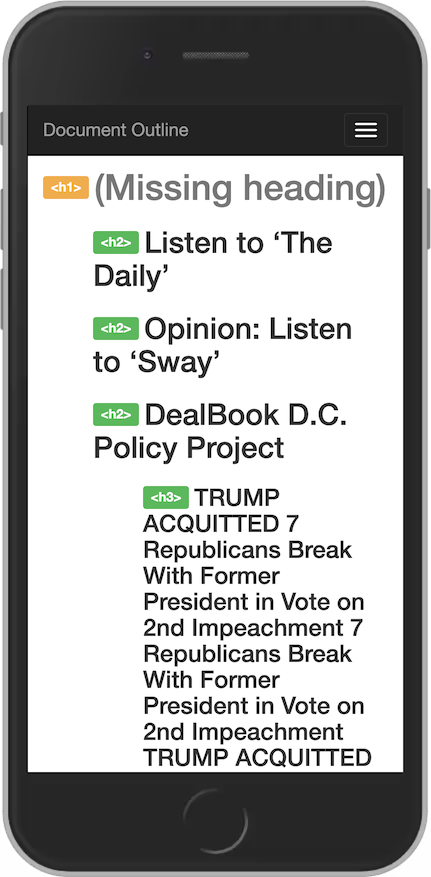 Document Outline
<h1> (Missing heading)
<h2> Listen to ‘The
Daily’
<h2> Opinion: Listen
to ‘Sway’
<h2> DealBook D.C.
Policy Project
<h3> TRUMP
ACQUITTED 7
Republicans Break
With Former
President in Vote on
2nd Impeachment 7
Republicans Break
With Former
President in Vote on
2nd Impeachment
TRUMP ACQUITTED